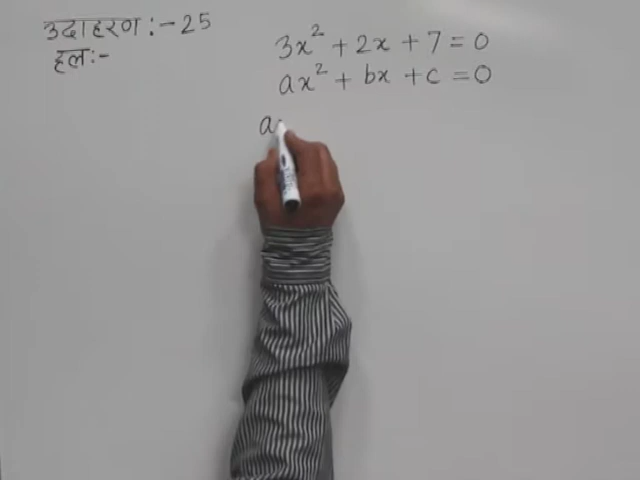 उदाहरण :- 25
हल:-
3x² + 2x + 7 = 0
ax² + bx + c = 0
a